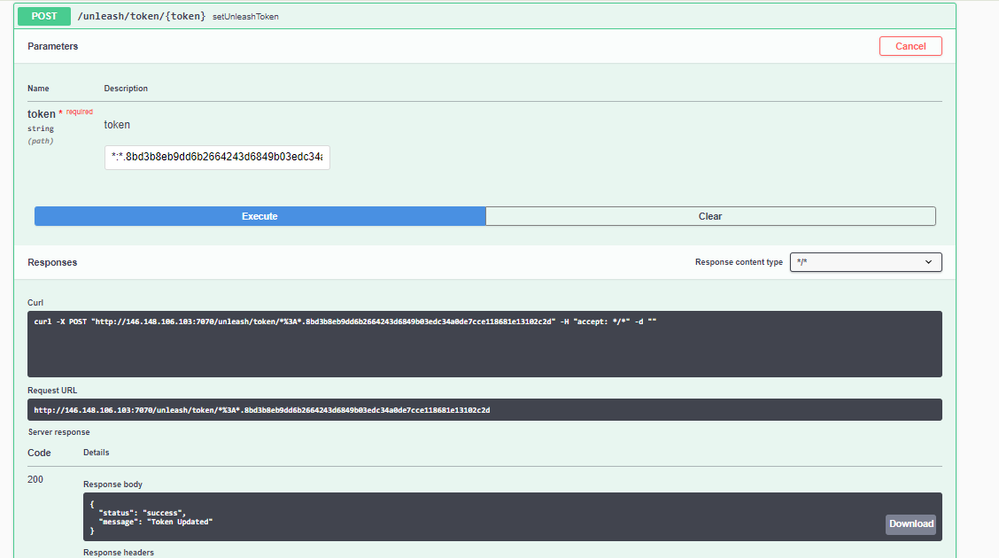 POST /unleash/token/{token} setUnleashToken
Parameters
Cancel
Name Description
token * required
string
(path)
token
*:*.8bd3b8eb9dd6b2664243d6849b03edc34a
Execute Clear
Responses
Response content type */*
Curl
curl -X POST "http://146.148.106.103:7070/unleash/token/*%3A*.8bd3b8eb9dd6b2664243d6849b03edc34a0de7cce118681e13102c2d" -H "accept: */*" -d ""
Request URL
http://146.148.106.103:7070/unleash/token/*%3A*.8bd3b8eb9dd6b2664243d6849b03edc34a0de7cce118681e13102c2d
Server response
Code Details
200
Response body
{
"status": "success",
"message": "Token Updated"
}
Download
Response headers